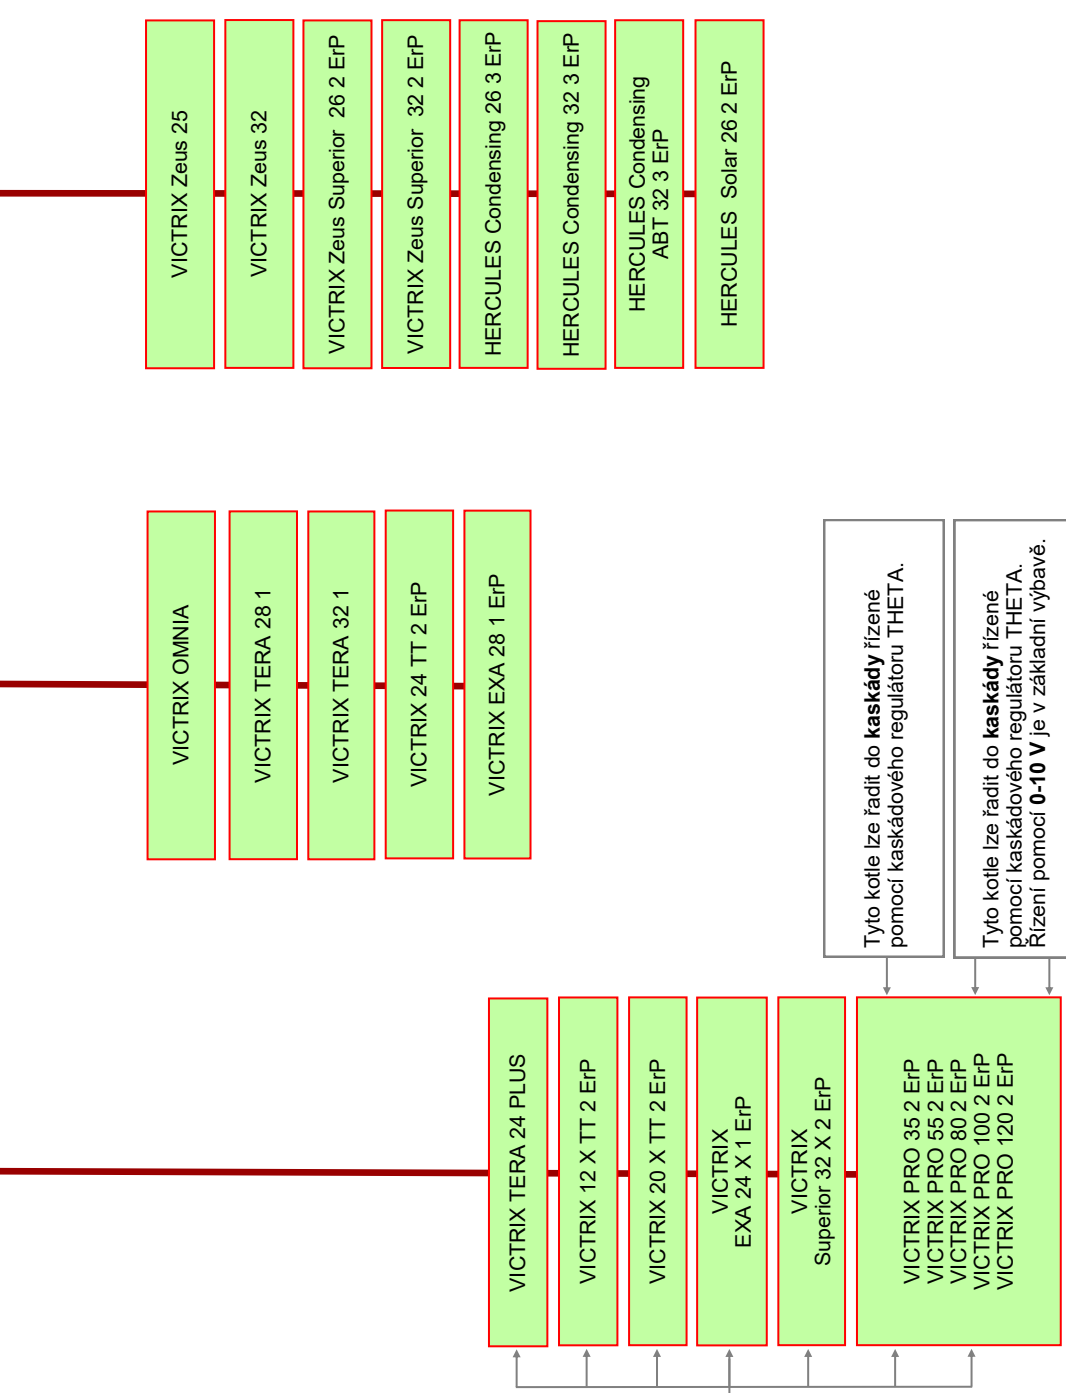 VICTRIX Zeus 25
VICTRIX Zeus 32
VICTRIX Zeus Superior 26 2 ErP
VICTRIX Zeus Superior 32 2 ErP
HERCULES Condensing 26 3 ErP
HERCULES Condensing 32 3 ErP
HERCULES Condensing
ABT 32 3 ErP
HERCULES Solar 26 2 ErP
VICTRIX OMNIA
VICTRIX TERA 28 1
VICTRIX TERA 32 1
VICTRIX 24 TT 2 ErP
VICTRIX EXA 28 1 ErP
VICTRIX TERA 24 PLUS
VICTRIX 12 X TT 2 ErP
VICTRIX 20 X TT 2 ErP
VICTRIX
EXA 24 X 1 ErP
VICTRIX
Superior 32 X 2 ErP
VICTRIX PRO 35 2 ErP
VICTRIX PRO 55 2 ErP
VICTRIX PRO 80 2 ErP
VICTRIX PRO 100 2 ErP
VICTRIX PRO 120 2 ErP
Tyto kotle lze řadit do kaskády řízené
pomocí kaskádového regulátoru THETA.
Tyto kotle lze řadit do kaskády řízené
pomocí kaskádového regulátoru THETA.
Řízení pomocí 0-10 V je v základní výbavě.